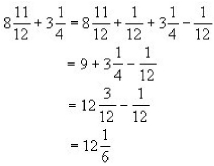 8 11/12 + 3 1/4 = 8 11/12 + 1/12 + 3 1/4 − 1/12
= 9 + 3 1/4 − 1/12
= 12 3/12 − 1/12
= 12 1/6